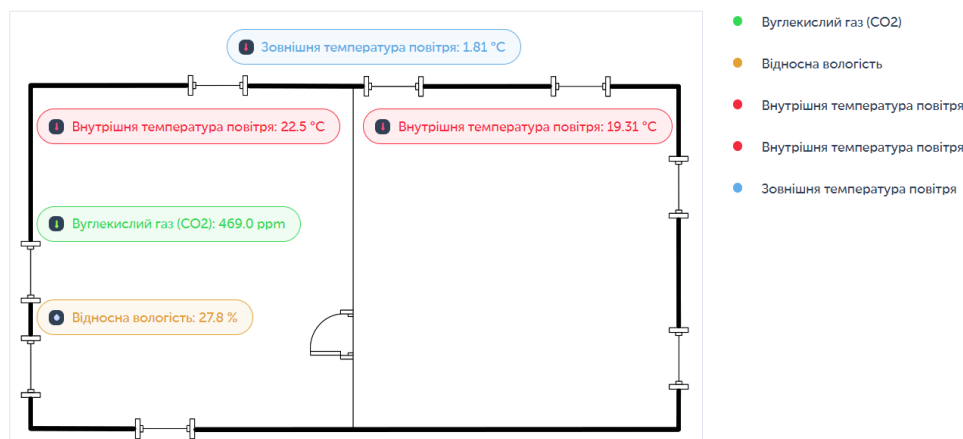 Зовнішня температура повітря: 1.81 °C
Внутрішня температура повітря: 22.5 °C
Внутрішня температура повітря: 19.31 °C
Вуглекислий газ (CO2): 469.0 ppm
Відносна вологість: 27.8 %
Вуглекислий газ (CO2)
Відносна вологість
Внутрішня температура повітря
Внутрішня температура повітря
Зовнішня температура повітря